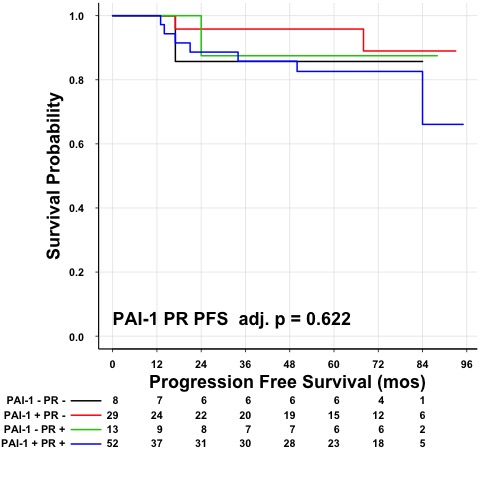 1.0
0.8
0.6
0.4
0.2
0.0
Survival Probability
PAI-1 PR PFS  adj. p = 0.622
0 12 24 36 48 60 72 84 96
Progression Free Survival (mos)
PAI-1 - PR - 8 7 6 6 6 6 4 1
PAI-1 + PR - 29 24 22 20 19 15 12 6
PAI-1 - PR + 13 9 8 7 7 6 6 2
PAI-1 + PR + 52 37 31 30 28 23 18 5